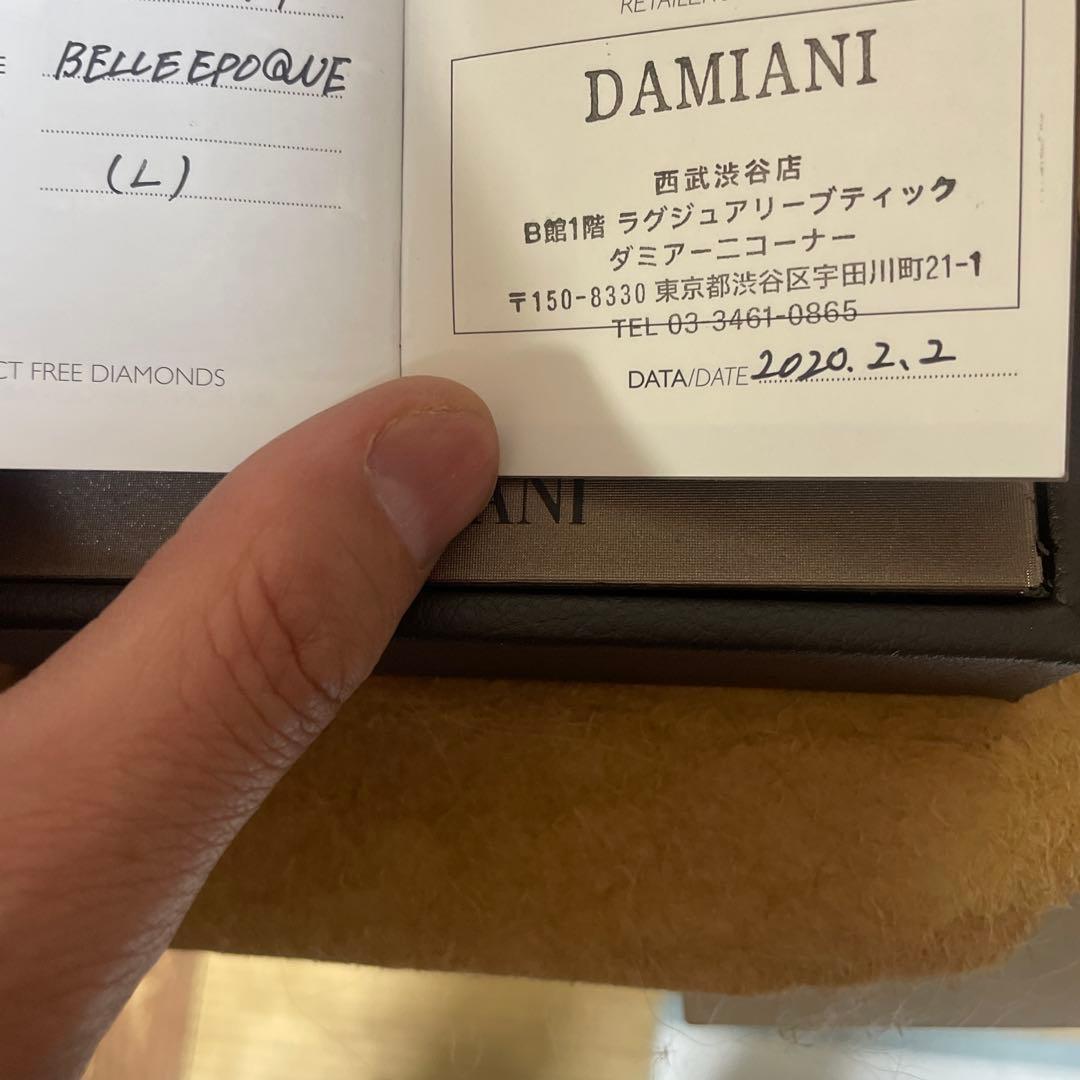 BELLE EPOQUE
(L)
CT FREE DIAMONDS
DAMIANI
西武渋谷店
B館1階 ラグジュアリーブティック
ダミアーニコーナー
〒150-8330 東京都渋谷区宇田川町21-1
TEL 03-3461-0865
DATA/DATE 2020.2.2
ANI